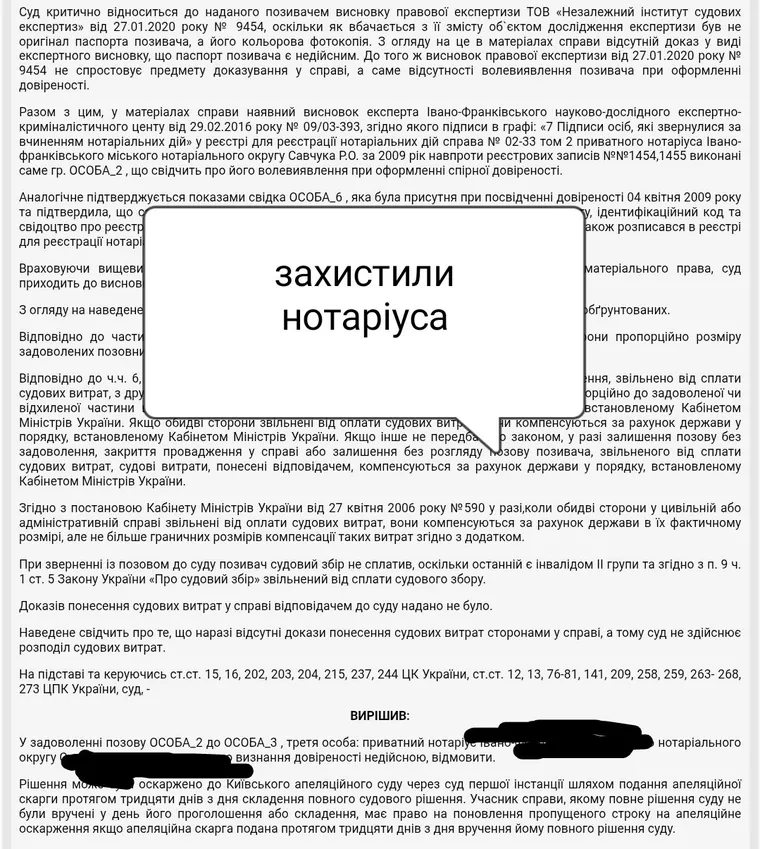 Суд критично відноситься до наданого позивачем висновку правової експертизи ТОВ «Незалежний інститут судових
експертиз» від 27.01.2020 року № 9454, оскільки як вбачається з її змісту об`єктом дослідження експертизи був не
оригінал паспорта позивача, а його кольорова фотокопія. З огляду на це в матеріалах справи відсутній доказ у виді
експертного висновку, що паспорт позивача є недійсним. До того ж висновок правової експертизи від 27.01.2020 року №
9454 не спростовує предмету доказування у справі, а саме відсутності волевиявлення позивача при оформленні
довіреності.
Разом з цим, у матеріалах справи наявний висновок експерта Івано-Франківського науково-дослідного експертно-
криміналістичного центу від 29.02.2016 року № 09/03-393, згідно якого підписи в графі: «7 Підписи осіб, які звернулися за
вчиненням нотаріальних дій» у реєстрі для реєстрації нотаріальних дій справа № 02-33 том 2 приватного нотаріуса Івано-
франківського міського нотаріального округу Савчука Р.О. за 2009 рік навпроти реєстрових записів №№1454,1455 виконані
саме гр. ОСОБА_2 , що свідчить про його волевиявлення при оформленні спірної довіреності.
Аналогічне підтверджується показами свідка ОСОБА_6 , яка була присутня при посвідченні довіреності 04 квітня 2009 року
та підтвердила, що ідентифікаційний код та
свідоцтво про розписався в реєстрі
для реєстрації
Враховуючи матеріального права, суд
приходить до
З огляду на наведене
Відповідно до пропорційно розміру
задоволених
Відповідно до ч.ч. 6, звільнено від сплати
судових витрат, з до задоволеної чи
відхиленої частини встановленому Кабінетом
Міністрів України. Якщо обидві сторони звільнені від оплати судових компенсуються за рахунок держави у
порядку, встановленому Кабінетом Міністрів України. Якщо інше не законом, у разі залишення позову без
задоволення, закриття провадження у справі або залишення без розгляду позову позивача, звільненого від сплати
судових витрат, судові витрати, понесені відповідачем, компенсуються за рахунок держави у порядку, встановленому
Кабінетом Міністрів України.
захистили
нотаріуса
Згідно з постановою Кабінету Міністрів України від 27 квітня 2006 року №590 у разі,коли обидві сторони у цивільній або
адміністративній справі звільнені від оплати судових витрат, вони компенсуються за рахунок держави в їх фактичному
розмірі, але не більше граничних розмірів компенсації таких витрат згідно з додатком.
При зверненні із позовом до суду позивач судовий збір не сплатив, оскільки останній є інвалідом II групи та згідно з п. 9 ч.
1 ст. 5 Закону України «Про судовий збір» звільнений від сплати судового збору.
Доказів понесення судових витрат у справі відповідачем до суду надано не було.
Наведене свідчить про те, що наразі відсутні докази понесення судових витрат сторонами у справі, а тому суд не здійснює
розподіл судових витрат.
На підставі та керуючись ст.ст. 15, 16, 202, 203, 204, 215, 237, 244 ЦК України, ст.ст. 12, 13, 76-81, 141, 209, 258, 259, 263- 268,
273 ЦПК України, суд, -
ВИРІШИВ:
У задоволенні позову ОСОБА_2 до ОСОБА_3 , третя особа: приватний нотаріус нотаріального
округу визнання довіреності недійсною, відмовити.
Рішення оскаржено до Київського апеляційного суду через суд першої інстанції шляхом подання апеляційної
скарги протягом тридцяти днів з дня складення повного судового рішення. Учасник справи, якому повне рішення суду не
були вручені у день його проголошення або складення, має право на поновлення пропущеного строку на апеляційне
оскарження якщо апеляційна скарга подана протягом тридцяти днів з дня вручення йому повного рішення суду.